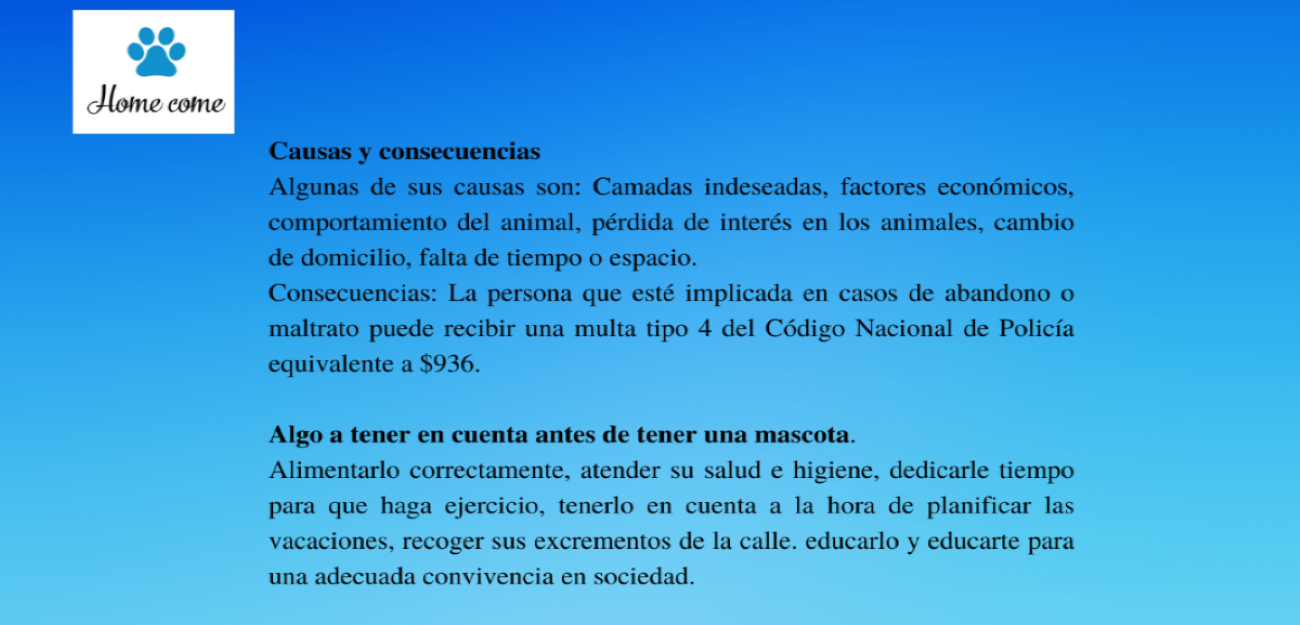 Home come
Causas y consecuencias
Algunas de sus causas son: Camadas indeseadas, factores económicos,
comportamiento del animal, pérdida de interés en los animales, cambio
de domicilio, falta de tiempo o espacio.
Consecuencias: La persona que esté implicada en casos de abandono o
maltrato puede recibir una multa tipo 4 del Código Nacional de Policía
equivalente a $936.
Algo a tener en cuenta antes de tener una mascota.
Alimentarlo correctamente, atender su salud e higiene, dedicarle tiempo
para que haga ejercicio, tenerlo en cuenta a la hora de planificar las
vacaciones, recoger sus excrementos de la calle. educarlo y educarte para
una adecuada convivencia en sociedad.